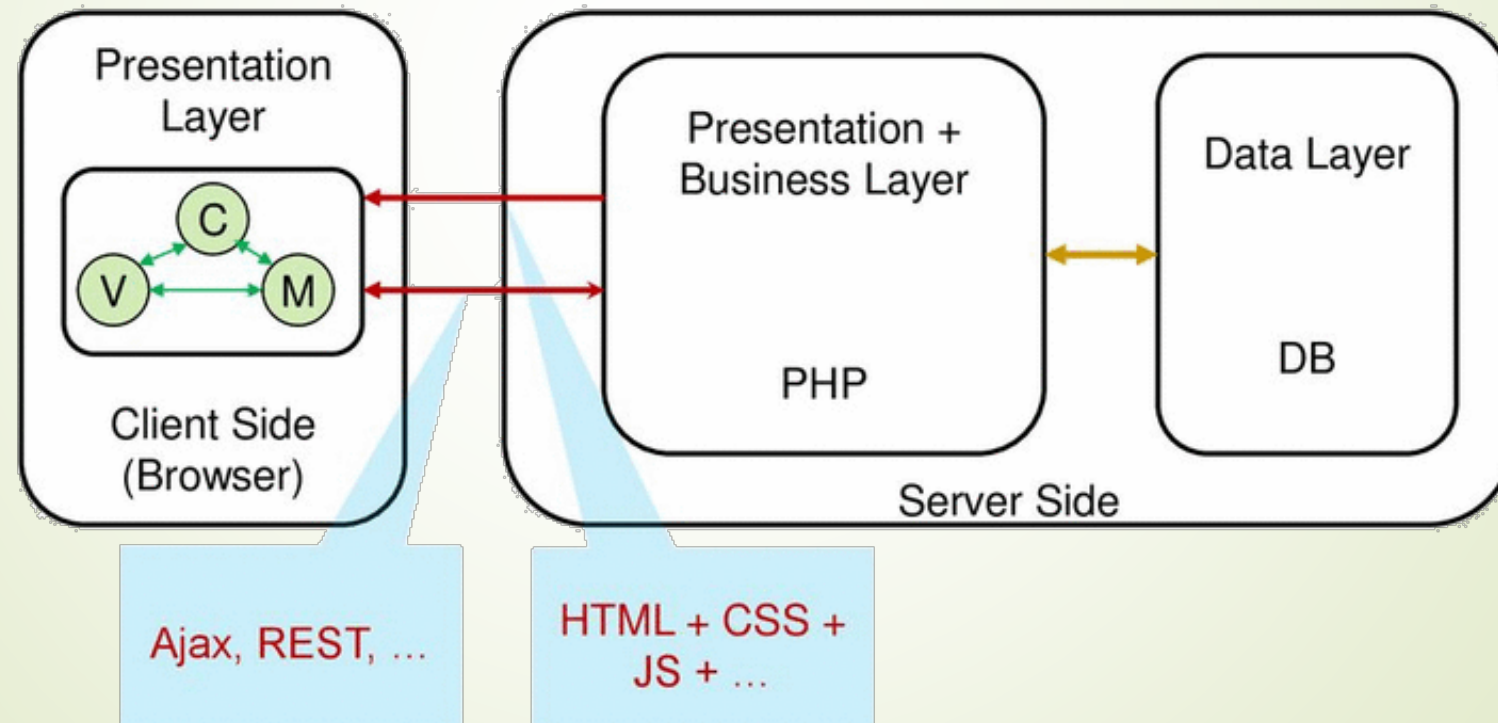 Presentation
Layer
C
V
M
Client Side
(Browser)
Presentation +
Business Layer
PHP
Data Layer
DB
Server Side
Ajax, REST, ...
HTML + CSS +
JS + ...